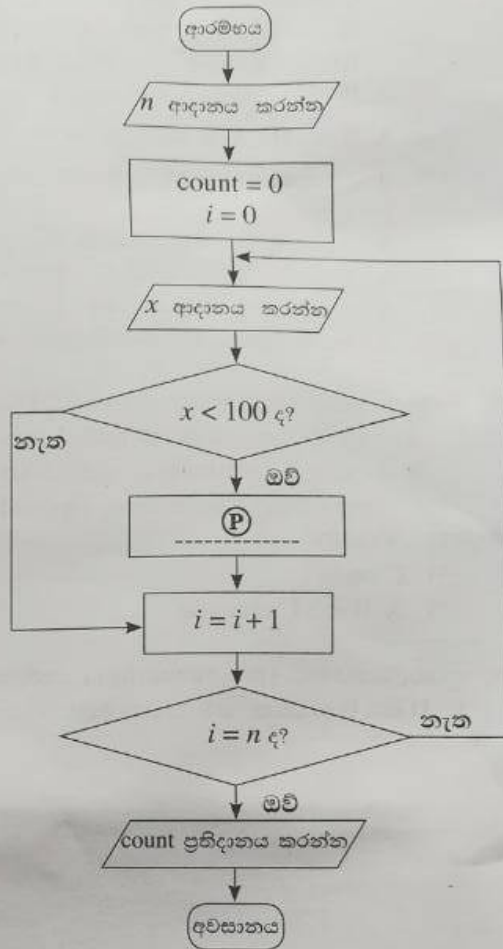 ආරම්භය
n ආදානය කරන්න
count = 0
i = 0
x ආදානය කරන්න
x < 100 ද?
නැත
ඔව්
P
i = i + 1
i = n ද?
නැත
ඔව්
count ප්‍රතිදානය කරන්න
අවසානය